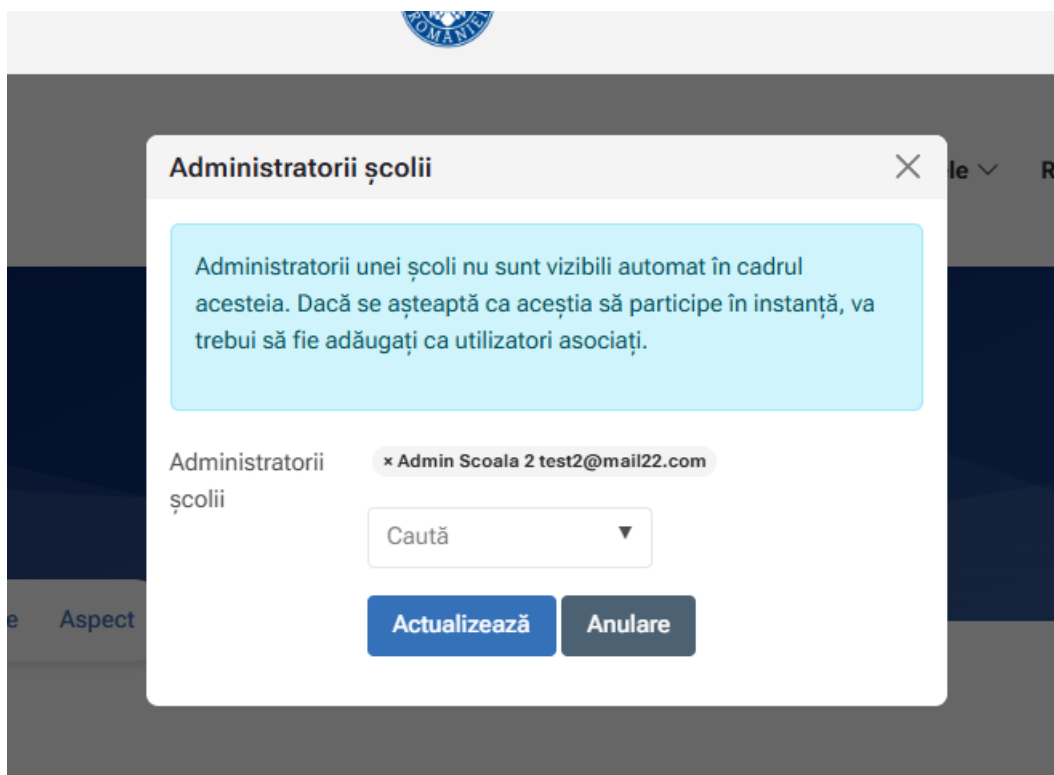 ROMÂNIEI
Administratorii școlii
Administratorii unei școli nu sunt vizibili automat în cadrul
acesteia. Dacă se așteaptă ca aceștia să participe în instanță, va
trebui să fie adăugați ca utilizatori asociați.
Administratorii
școlii
× Admin Scoala 2 test2@mail22.com
Caută
Actualizează
Anulare
Aspect